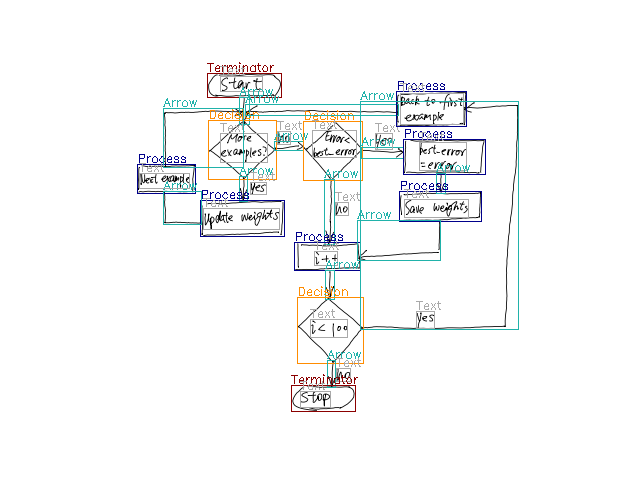 Terminator
Start
Arrow
Arrow
Arrow
Arrow
Process
Back to first
example
Decision
Text
More
examples?
Text
no
Arrow
Decision
Text
Error<
best_error
Text
Yes
Arrow
Process
best_error
=error
Process
Next example
Arrow
Arrow
Text
Yes
Arrow
Text
no
Arrow
Process
Update weights
Process
Save weights
Arrow
Process
Text
i++
Arrow
Decision
Text
i<100
Text
Yes
Arrow
Text
no
Terminator
Text
Stop